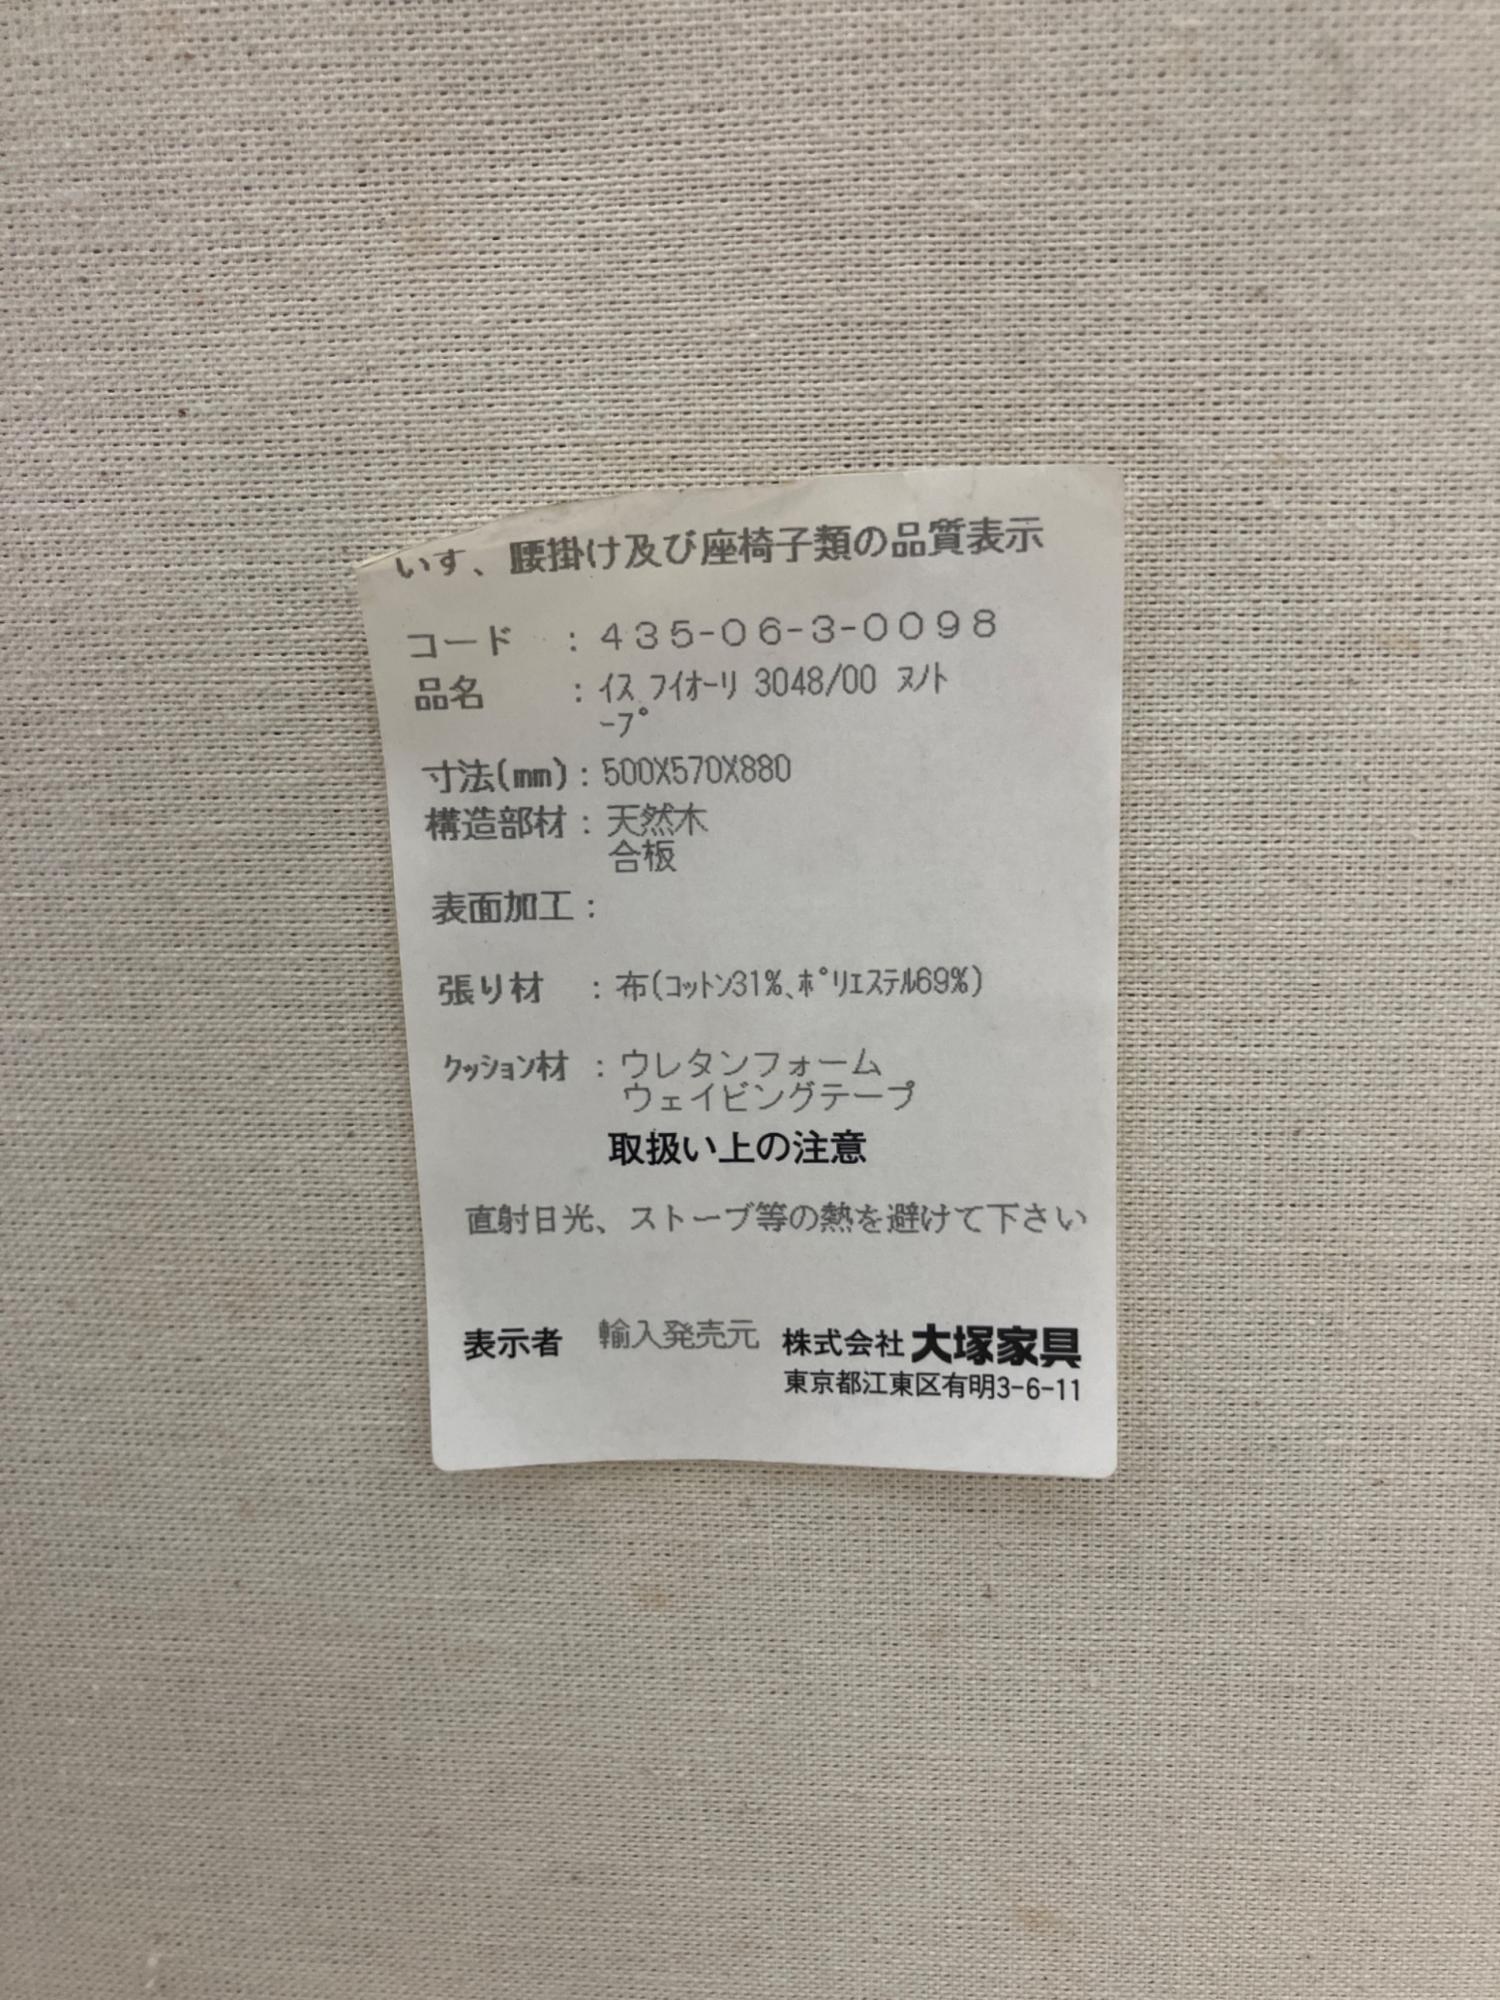 いす、腰掛け及び座椅子類の品質表示
コード : 435-06-3-0098
品名 : ｲｽ ﾌｲｵｰﾘ 3048/00 ﾇﾉﾄ
ｰﾌﾟ
寸法(mm) : 500X570X880
構造部材 : 天然木
合板
表面加工 :
張り材 : 布(ｺｯﾄﾝ31%､ﾎﾟﾘｴｽﾃﾙ69%)
ｸｯｼｮﾝ材 : ウレタンフォーム
ウェイビングテープ
取扱い上の注意
直射日光、ストーブ等の熱を避けて下さい
表示者 輸入発売元 株式会社 大塚家具
東京都江東区有明3-6-11